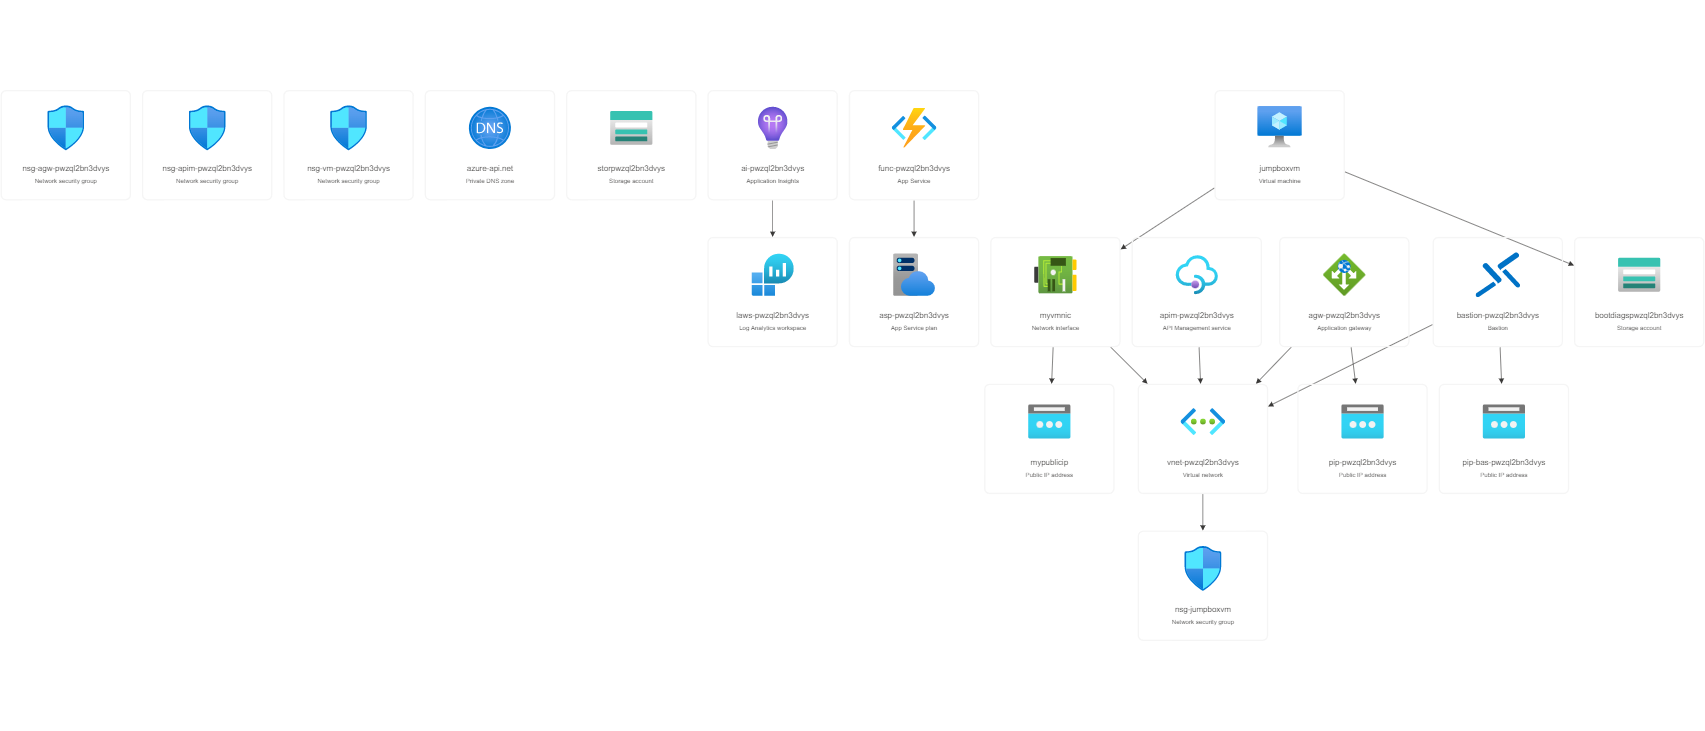 nsg-agw-pwzql2bn3dvys
Network security group
nsg-apim-pwzql2bn3dvys
Network security group
nsg-vm-pwzql2bn3dvys
Network security group
DNS
azure-api.net
Private DNS zone
storpwzql2bn3dvys
Storage account
ai-pwzql2bn3dvys
Application Insights
func-pwzql2bn3dvys
App Service
jumpboxvm
Virtual machine
laws-pwzql2bn3dvys
Log Analytics workspace
asp-pwzql2bn3dvys
App Service plan
myvmnic
Network interface
apim-pwzql2bn3dvys
API Management service
agw-pwzql2bn3dvys
Application gateway
bastion-pwzql2bn3dvys
Bastion
bootdiagspwzql2bn3dvys
Storage account
mypublicip
Public IP address
vnet-pwzql2bn3dvys
Virtual network
pip-pwzql2bn3dvys
Public IP address
pip-bas-pwzql2bn3dvys
Public IP address
nsg-jumpboxvm
Network security group